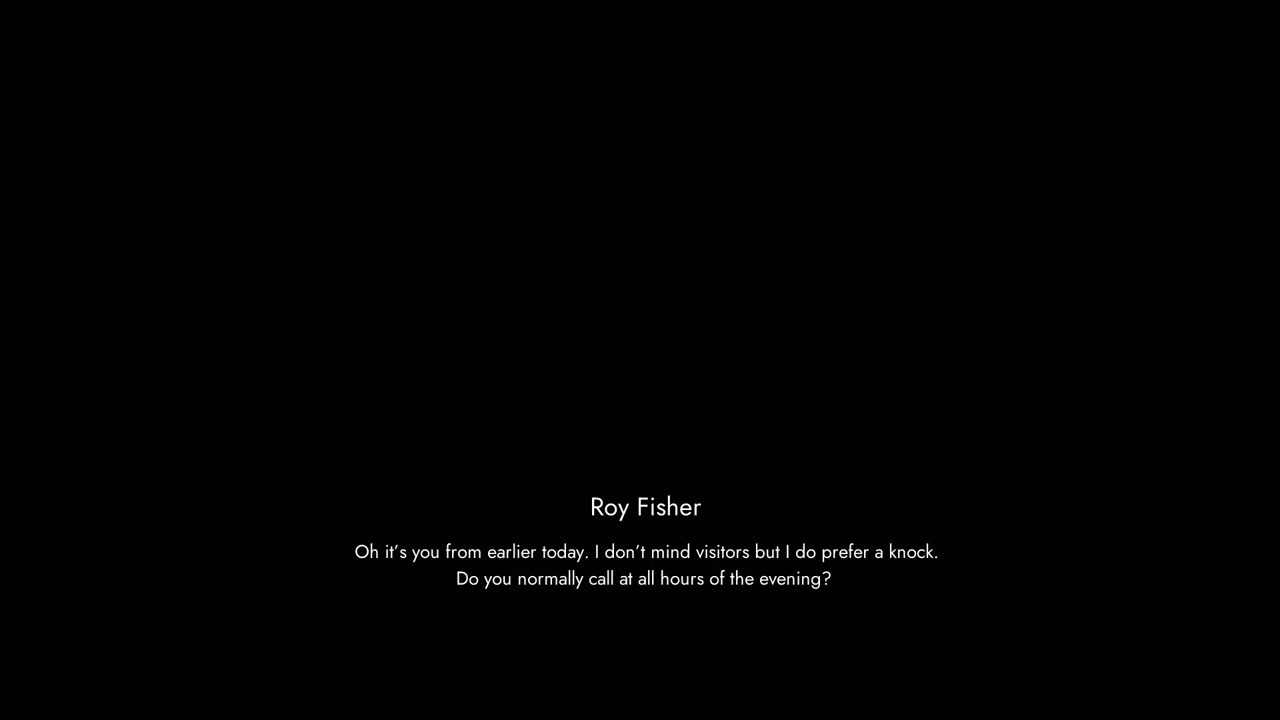 Roy Fisher
Oh it's you from earlier today. I don't mind visitors but I do prefer a knock.
Do you normally call at all hours of the evening?